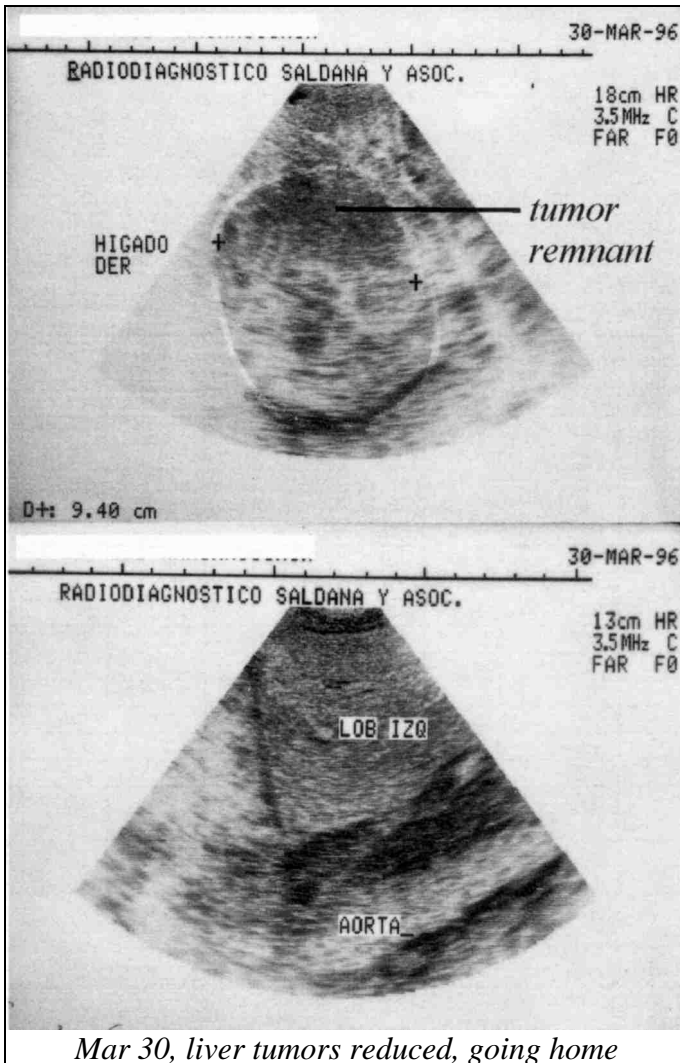 30-MAR-96
RADIODIAGNOSTICO SALDANA Y ASOC.
18cm HR
3.5MHz C
FAR F0
tumor
remnant
HIGADO
DER
D+: 9.40 cm
30-MAR-96
RADIODIAGNOSTICO SALDANA Y ASOC.
13cm HR
3.5MHz C
FAR F0
LOB IZQ
AORTA_
Mar 30, liver tumors reduced, going home